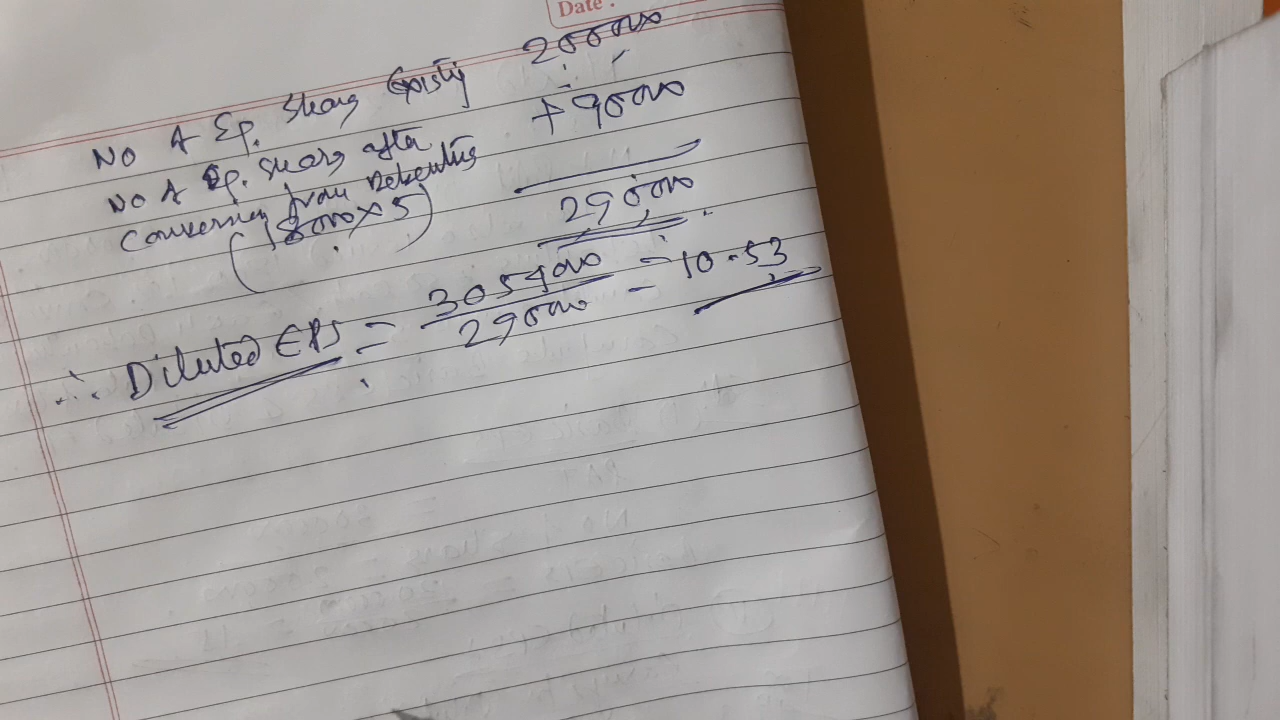 Date :
No of Eq. Shares Existing 200000
No of Eq. shares after + 90000
Conversion from Debentures
(18000 × 5) 290000
∴ Diluted EPS = 3054000 / 290000 = 10.53